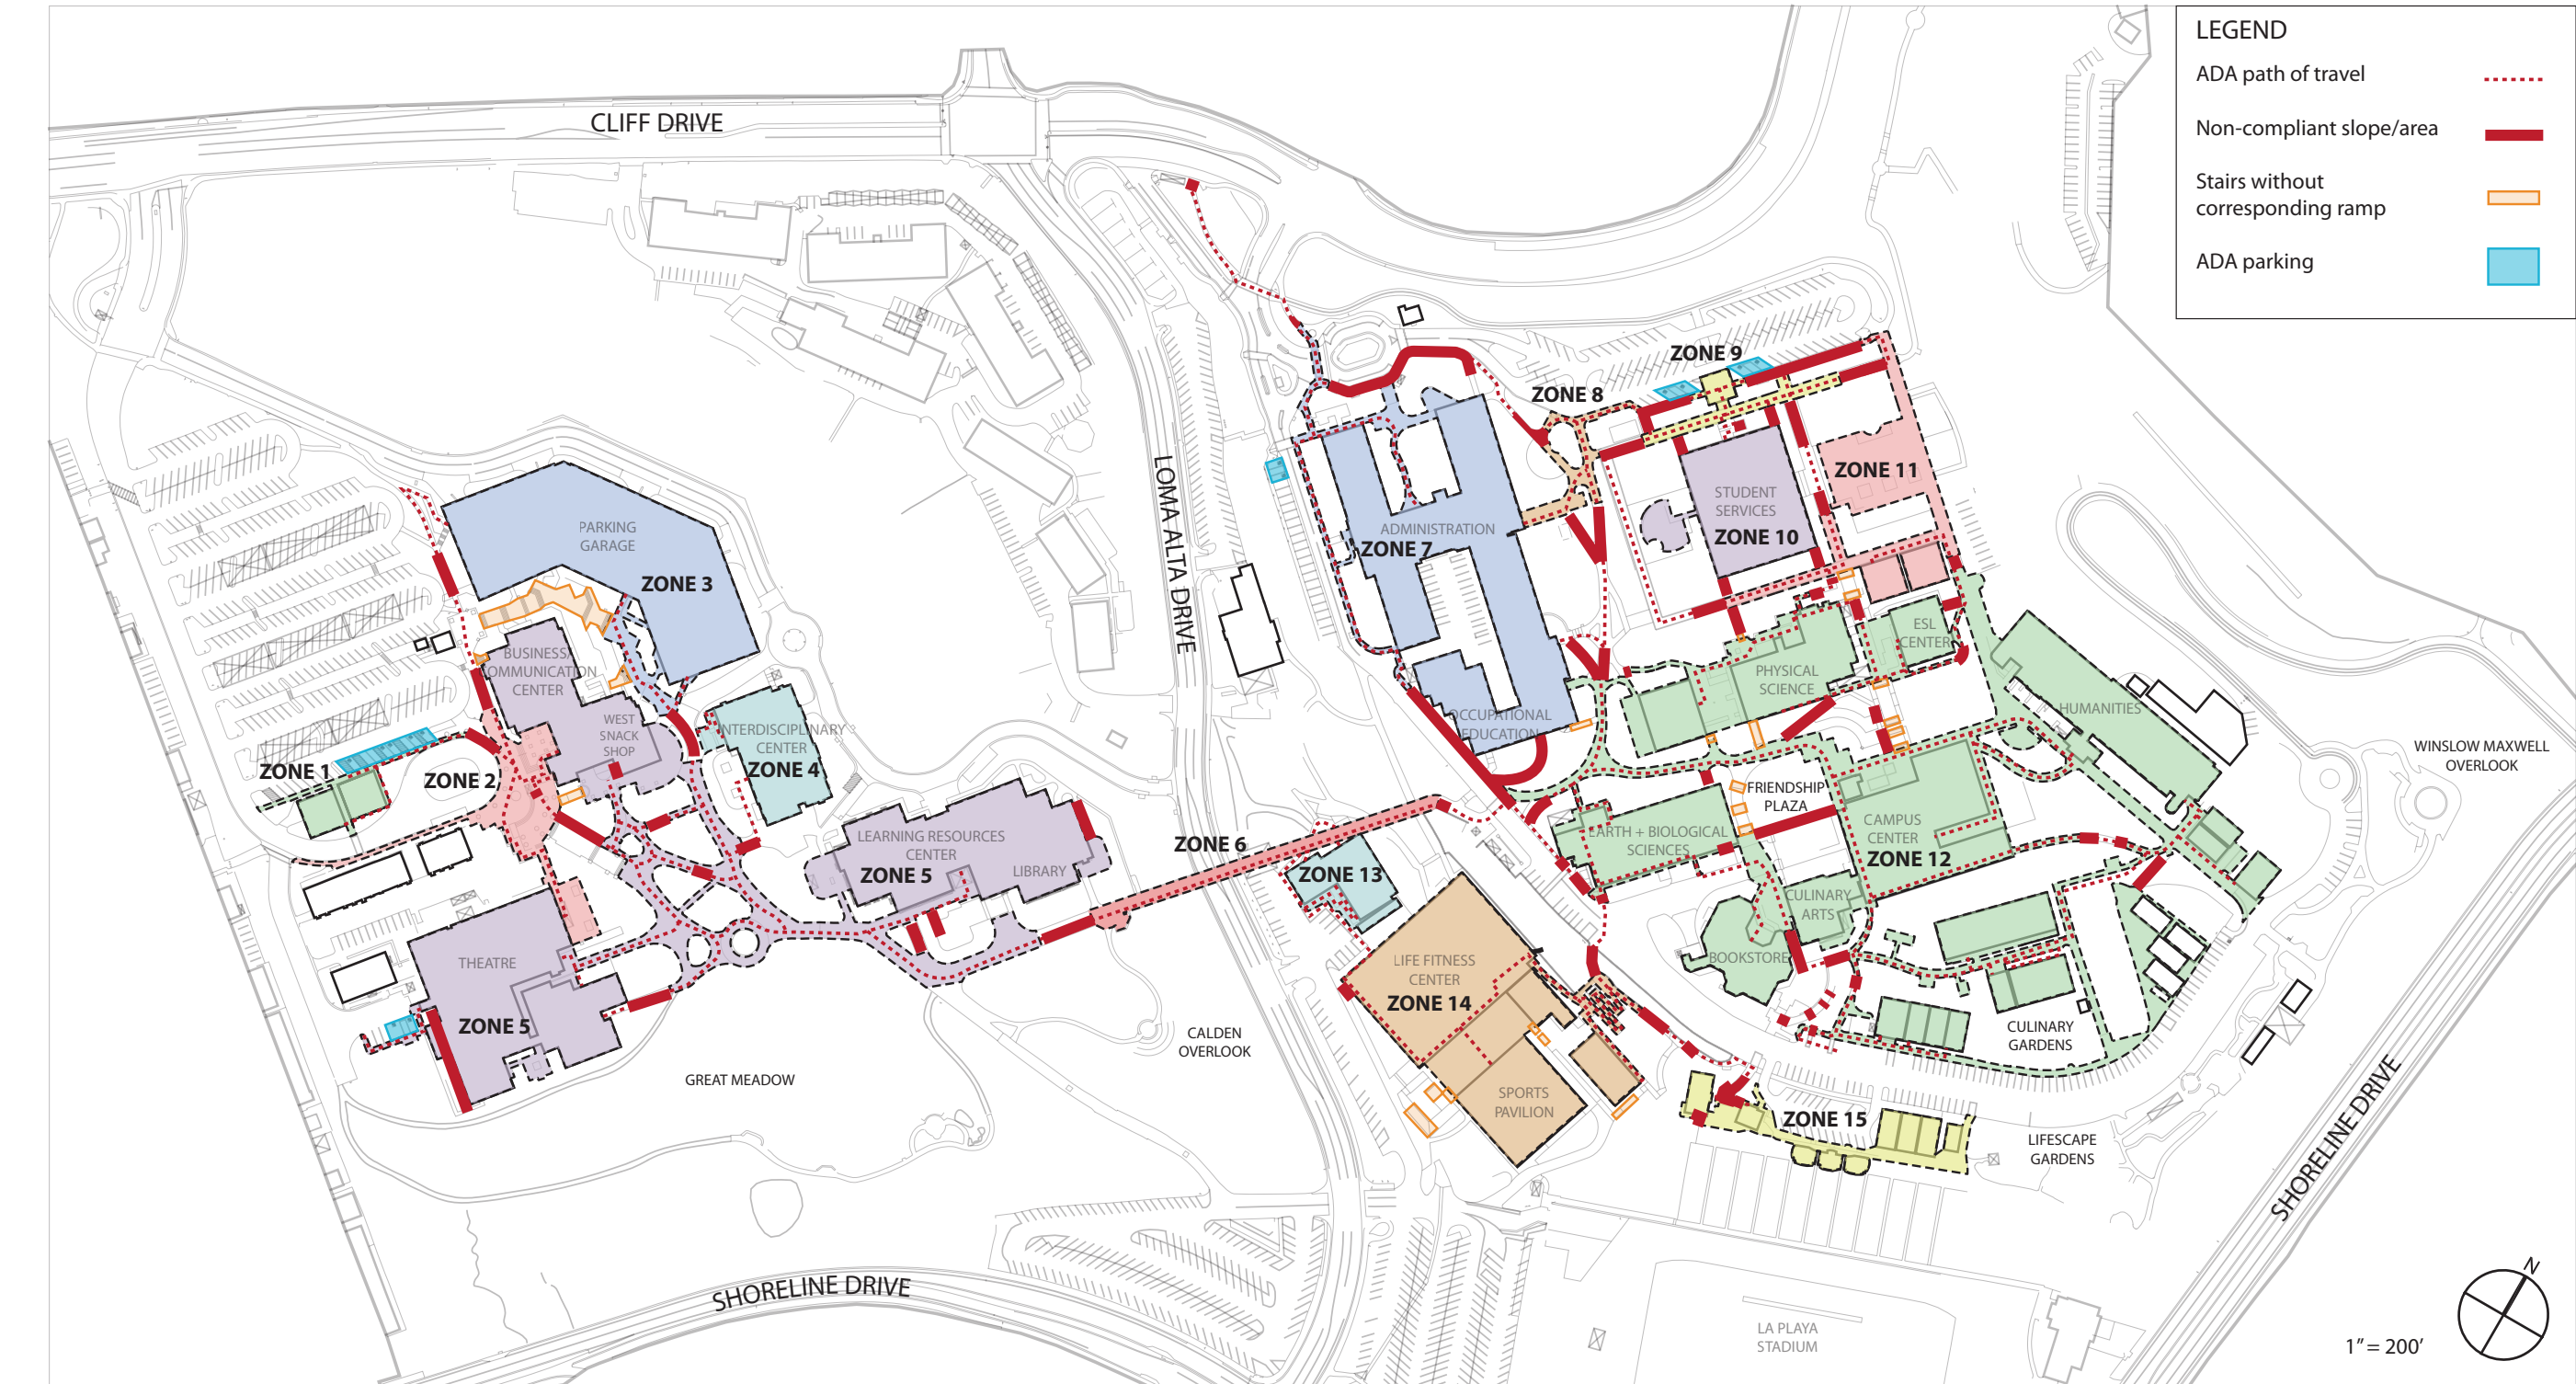 LEGEND
ADA path of travel
Non-compliant slope/area
Stairs without
corresponding ramp
ADA parking
CLIFF DRIVE
LOMA ALTA DRIVE
ZONE 9
ZONE 8
ZONE 11
STUDENT
SERVICES
ZONE 10
ADMINISTRATION
ZONE 7
PARKING
GARAGE
ZONE 3
BUSINESS/
COMMUNICATION
CENTER
WEST
SNACK
SHOP
INTERDISCIPLINARY
CENTER
ZONE 4
ZONE 1
ZONE 2
ESL
CENTER
PHYSICAL
SCIENCE
HUMANITIES
OCCUPATIONAL
EDUCATION
WINSLOW MAXWELL
OVERLOOK
FRIENDSHIP
PLAZA
EARTH + BIOLOGICAL
SCIENCES
CAMPUS
CENTER
ZONE 12
LEARNING RESOURCES
CENTER
ZONE 5
LIBRARY
ZONE 6
ZONE 13
CULINARY
ARTS
BOOKSTORE
THEATRE
ZONE 5
LIFE FITNESS
CENTER
ZONE 14
CALDEN
OVERLOOK
GREAT MEADOW
SPORTS
PAVILION
CULINARY
GARDENS
ZONE 15
LIFESCAPE
GARDENS
SHORELINE DRIVE
SHORELINE DRIVE
LA PLAYA
STADIUM
N
1" = 200'